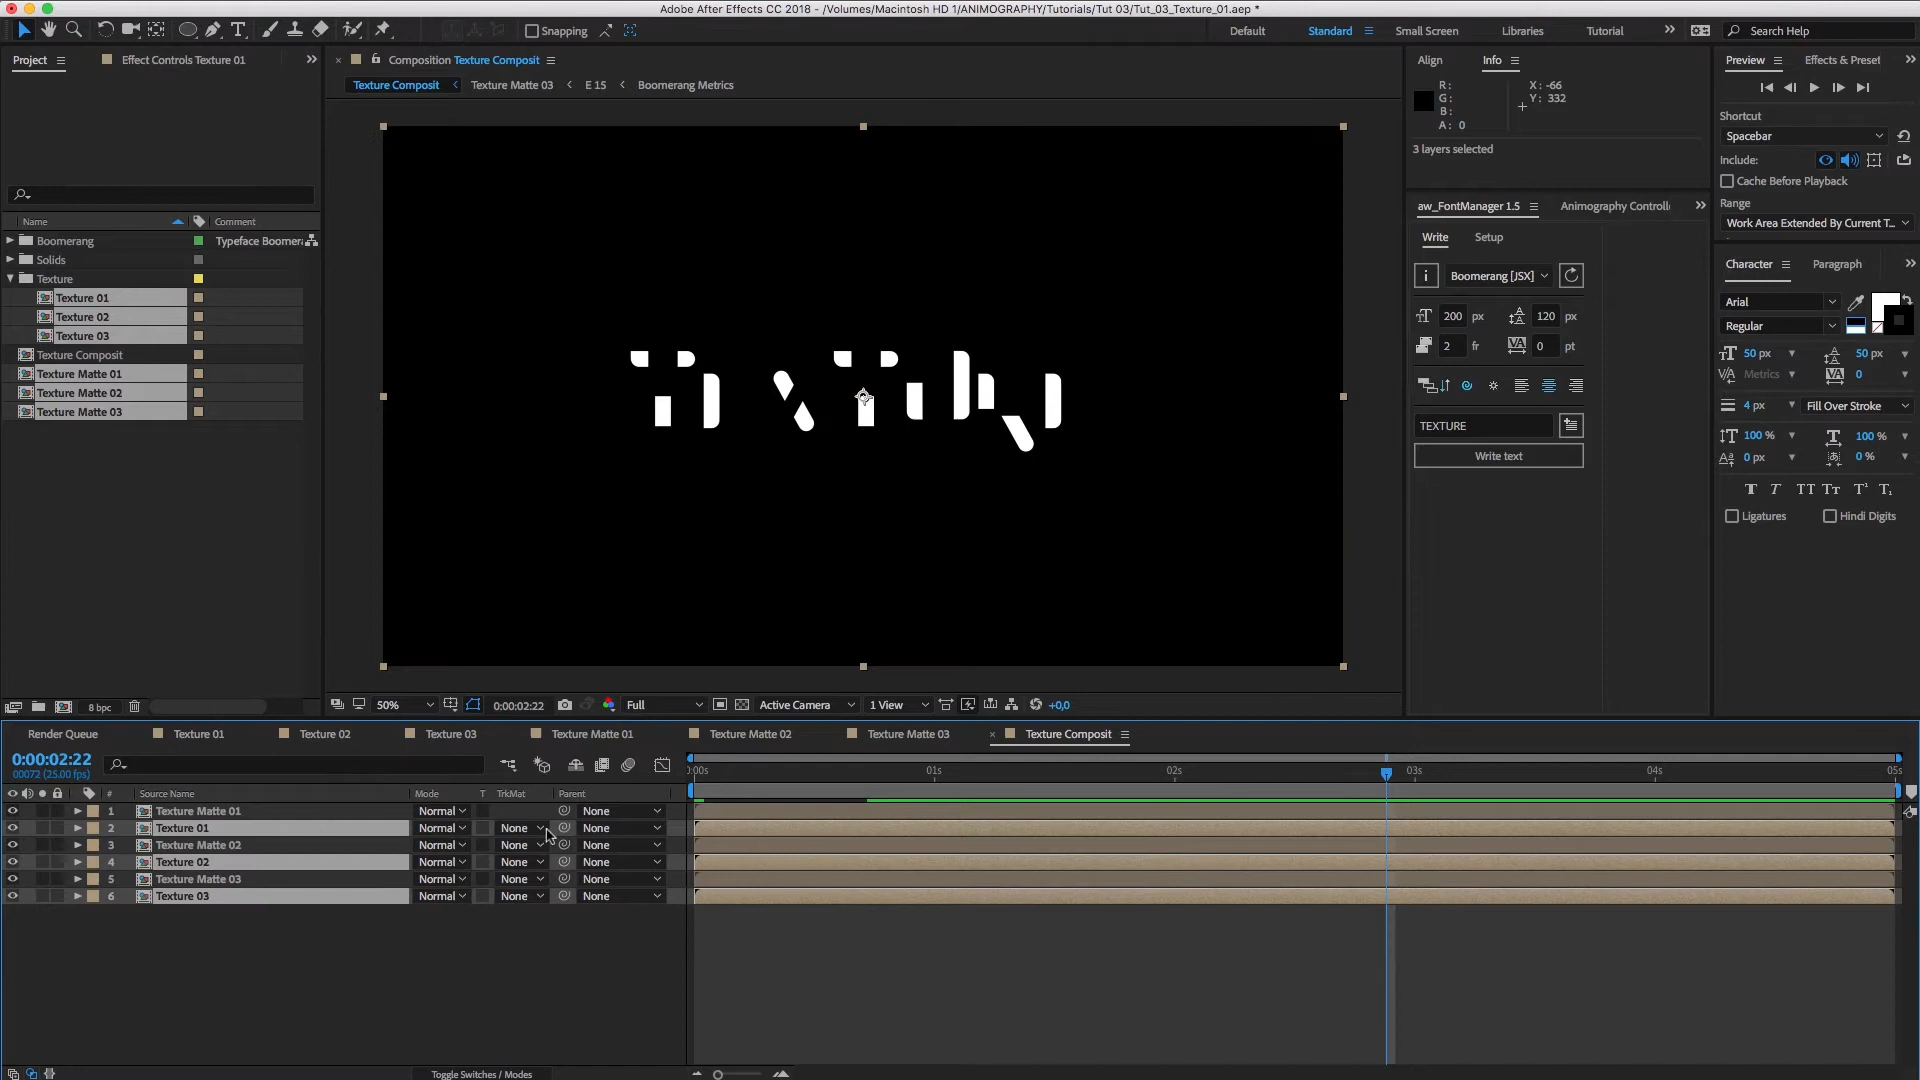 Adobe After Effects CC 2018 - /Volumes/Macintosh HD 1/ANIMOGRAPHY/Tutorials/Tut 03/Tut_03_Texture_01.aep *
Snapping
Default
Standard
Small Screen
Libraries
Tutorial
Search Help
Project
Effect Controls Texture 01
Composition Texture Composit
Align
Info
Preview
Effects & Preset
Texture Composit
Texture Matte 03
E 15
Boomerang Metrics
R:
G:
B:
A: 0
X: -66
Y: 332
3 layers selected
Shortcut
Spacebar
Include:
Cache Before Playback
Range
Work Area Extended By Current T...
Name
Comment
Boomerang
Typeface Boomer
Solids
Texture
Texture 01
Texture 02
Texture 03
Texture Composit
Texture Matte 01
Texture Matte 02
Texture Matte 03
aw_FontManager 1.5
Animography Controll
Write
Setup
Boomerang [JSX]
200 px
120 px
2 fr
0 pt
TEXTURE
Write text
Character
Paragraph
Arial
Regular
50 px
50 px
Metrics
0
4 px
Fill Over Stroke
100 %
100 %
0 px
0 %
Ligatures
Hindi Digits
8 bpc
50%
0:00:02:22
Full
Active Camera
1 View
+0,0
Render Queue
Texture 01
Texture 02
Texture 03
Texture Matte 01
Texture Matte 02
Texture Matte 03
Texture Composit
0:00:02:22
00072 (25.00 fps)
:00s
01s
02s
03s
04s
05s
# Source Name Mode T TrkMat Parent
1 Texture Matte 01 Normal None
2 Texture 01 Normal None None
3 Texture Matte 02 Normal None None
4 Texture 02 Normal None None
5 Texture Matte 03 Normal None None
6 Texture 03 Normal None None
Toggle Switches / Modes